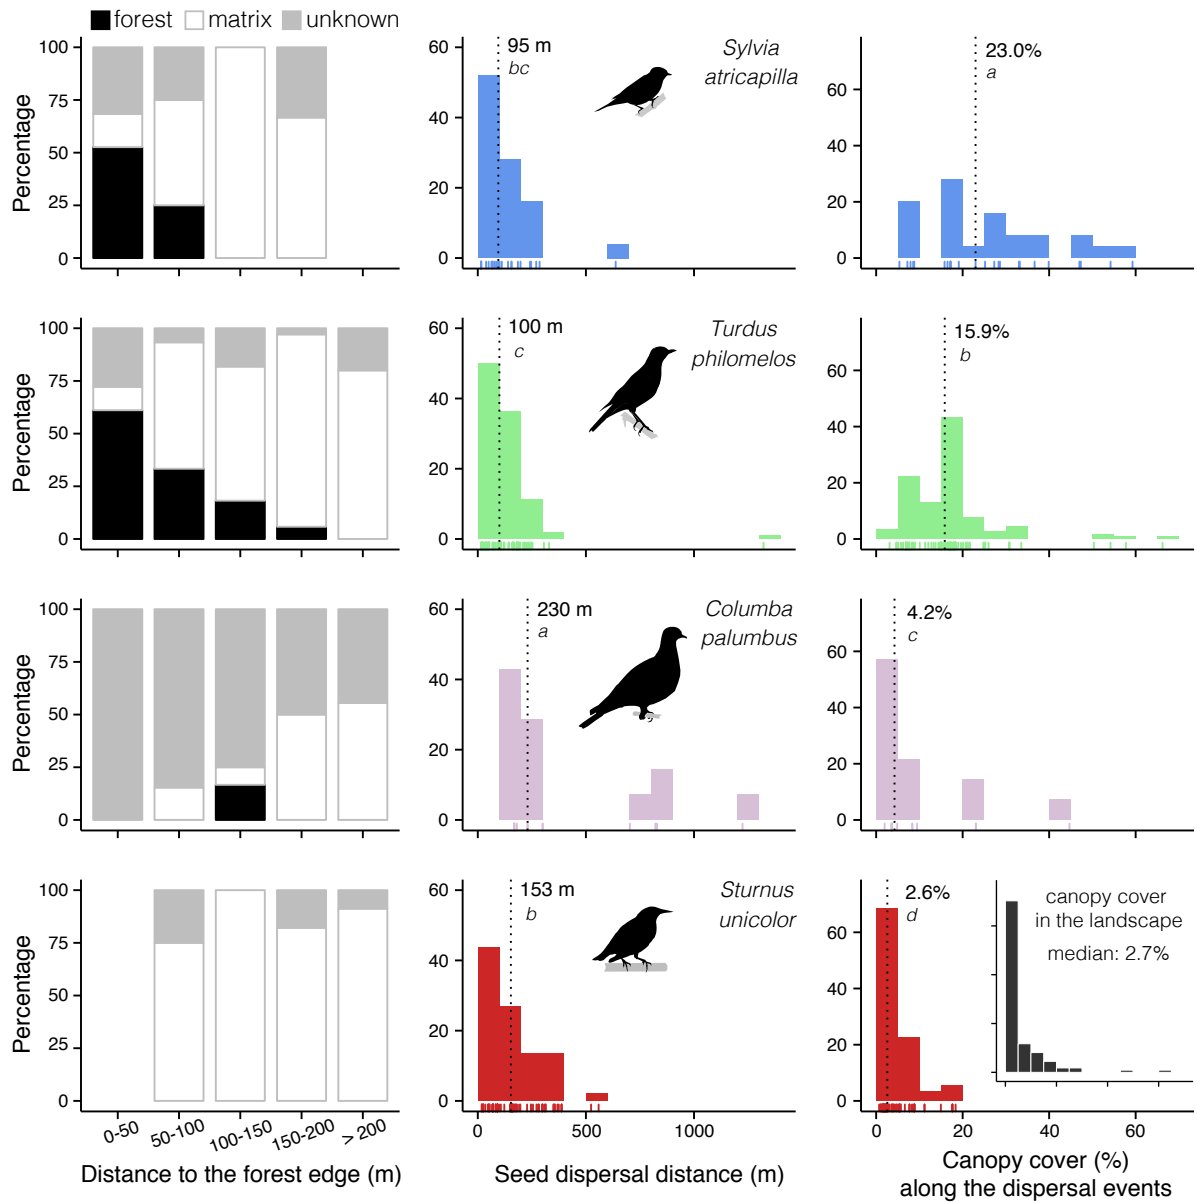 forest matrix unknown
100
75
50
25
0
Percentage
60
40
20
0
95 m
bc
Sylvia
atricapilla
60
40
20
0
23.0%
a
100
75
50
25
0
Percentage
60
40
20
0
100 m
c
Turdus
philomelos
60
40
20
0
15.9%
b
100
75
50
25
0
Percentage
60
40
20
0
230 m
a
Columba
palumbus
60
40
20
0
4.2%
c
100
75
50
25
0
Percentage
60
40
20
0
153 m
b
Sturnus
unicolor
60
40
20
0
2.6%
d
canopy cover
in the landscape
median: 2.7%
0-50 50-100 100-150 150-200 > 200
Distance to the forest edge (m)
0 500 1000
Seed dispersal distance (m)
0 20 40 60
Canopy cover (%)
along the dispersal events